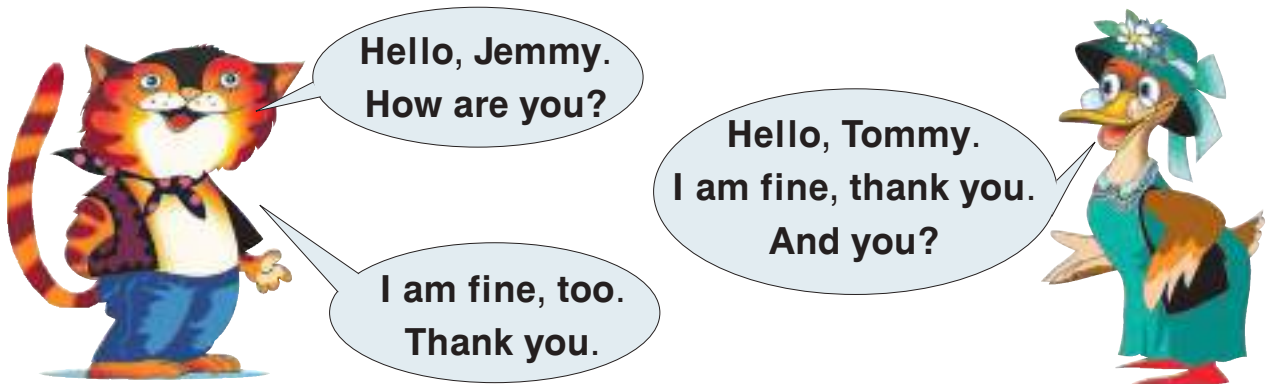 Hello, Jemmy.
How are you?
Hello, Tommy.
I am fine, thank you.
And you?
I am fine, too.
Thank you.